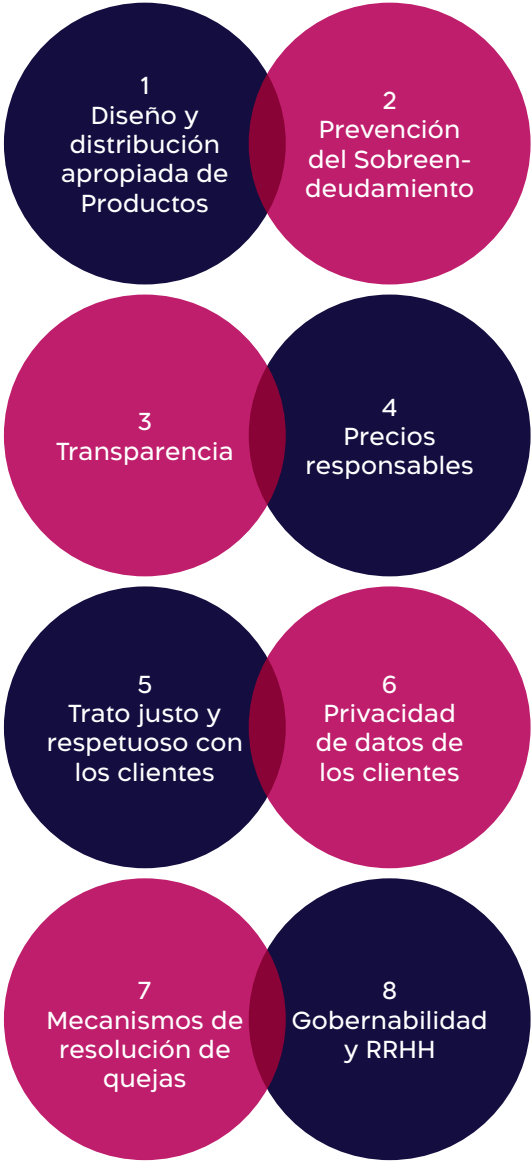 1
Diseño y
distribución
apropiada de
Productos
2
Prevención
del Sobreen-
deudamiento
3
Transparencia
4
Precios
responsables
5
Trato justo y
respetuoso con
los clientes
6
Privacidad
de datos de
los clientes
7
Mecanismos de
resolución de
quejas
8
Gobernabilidad
y RRHH